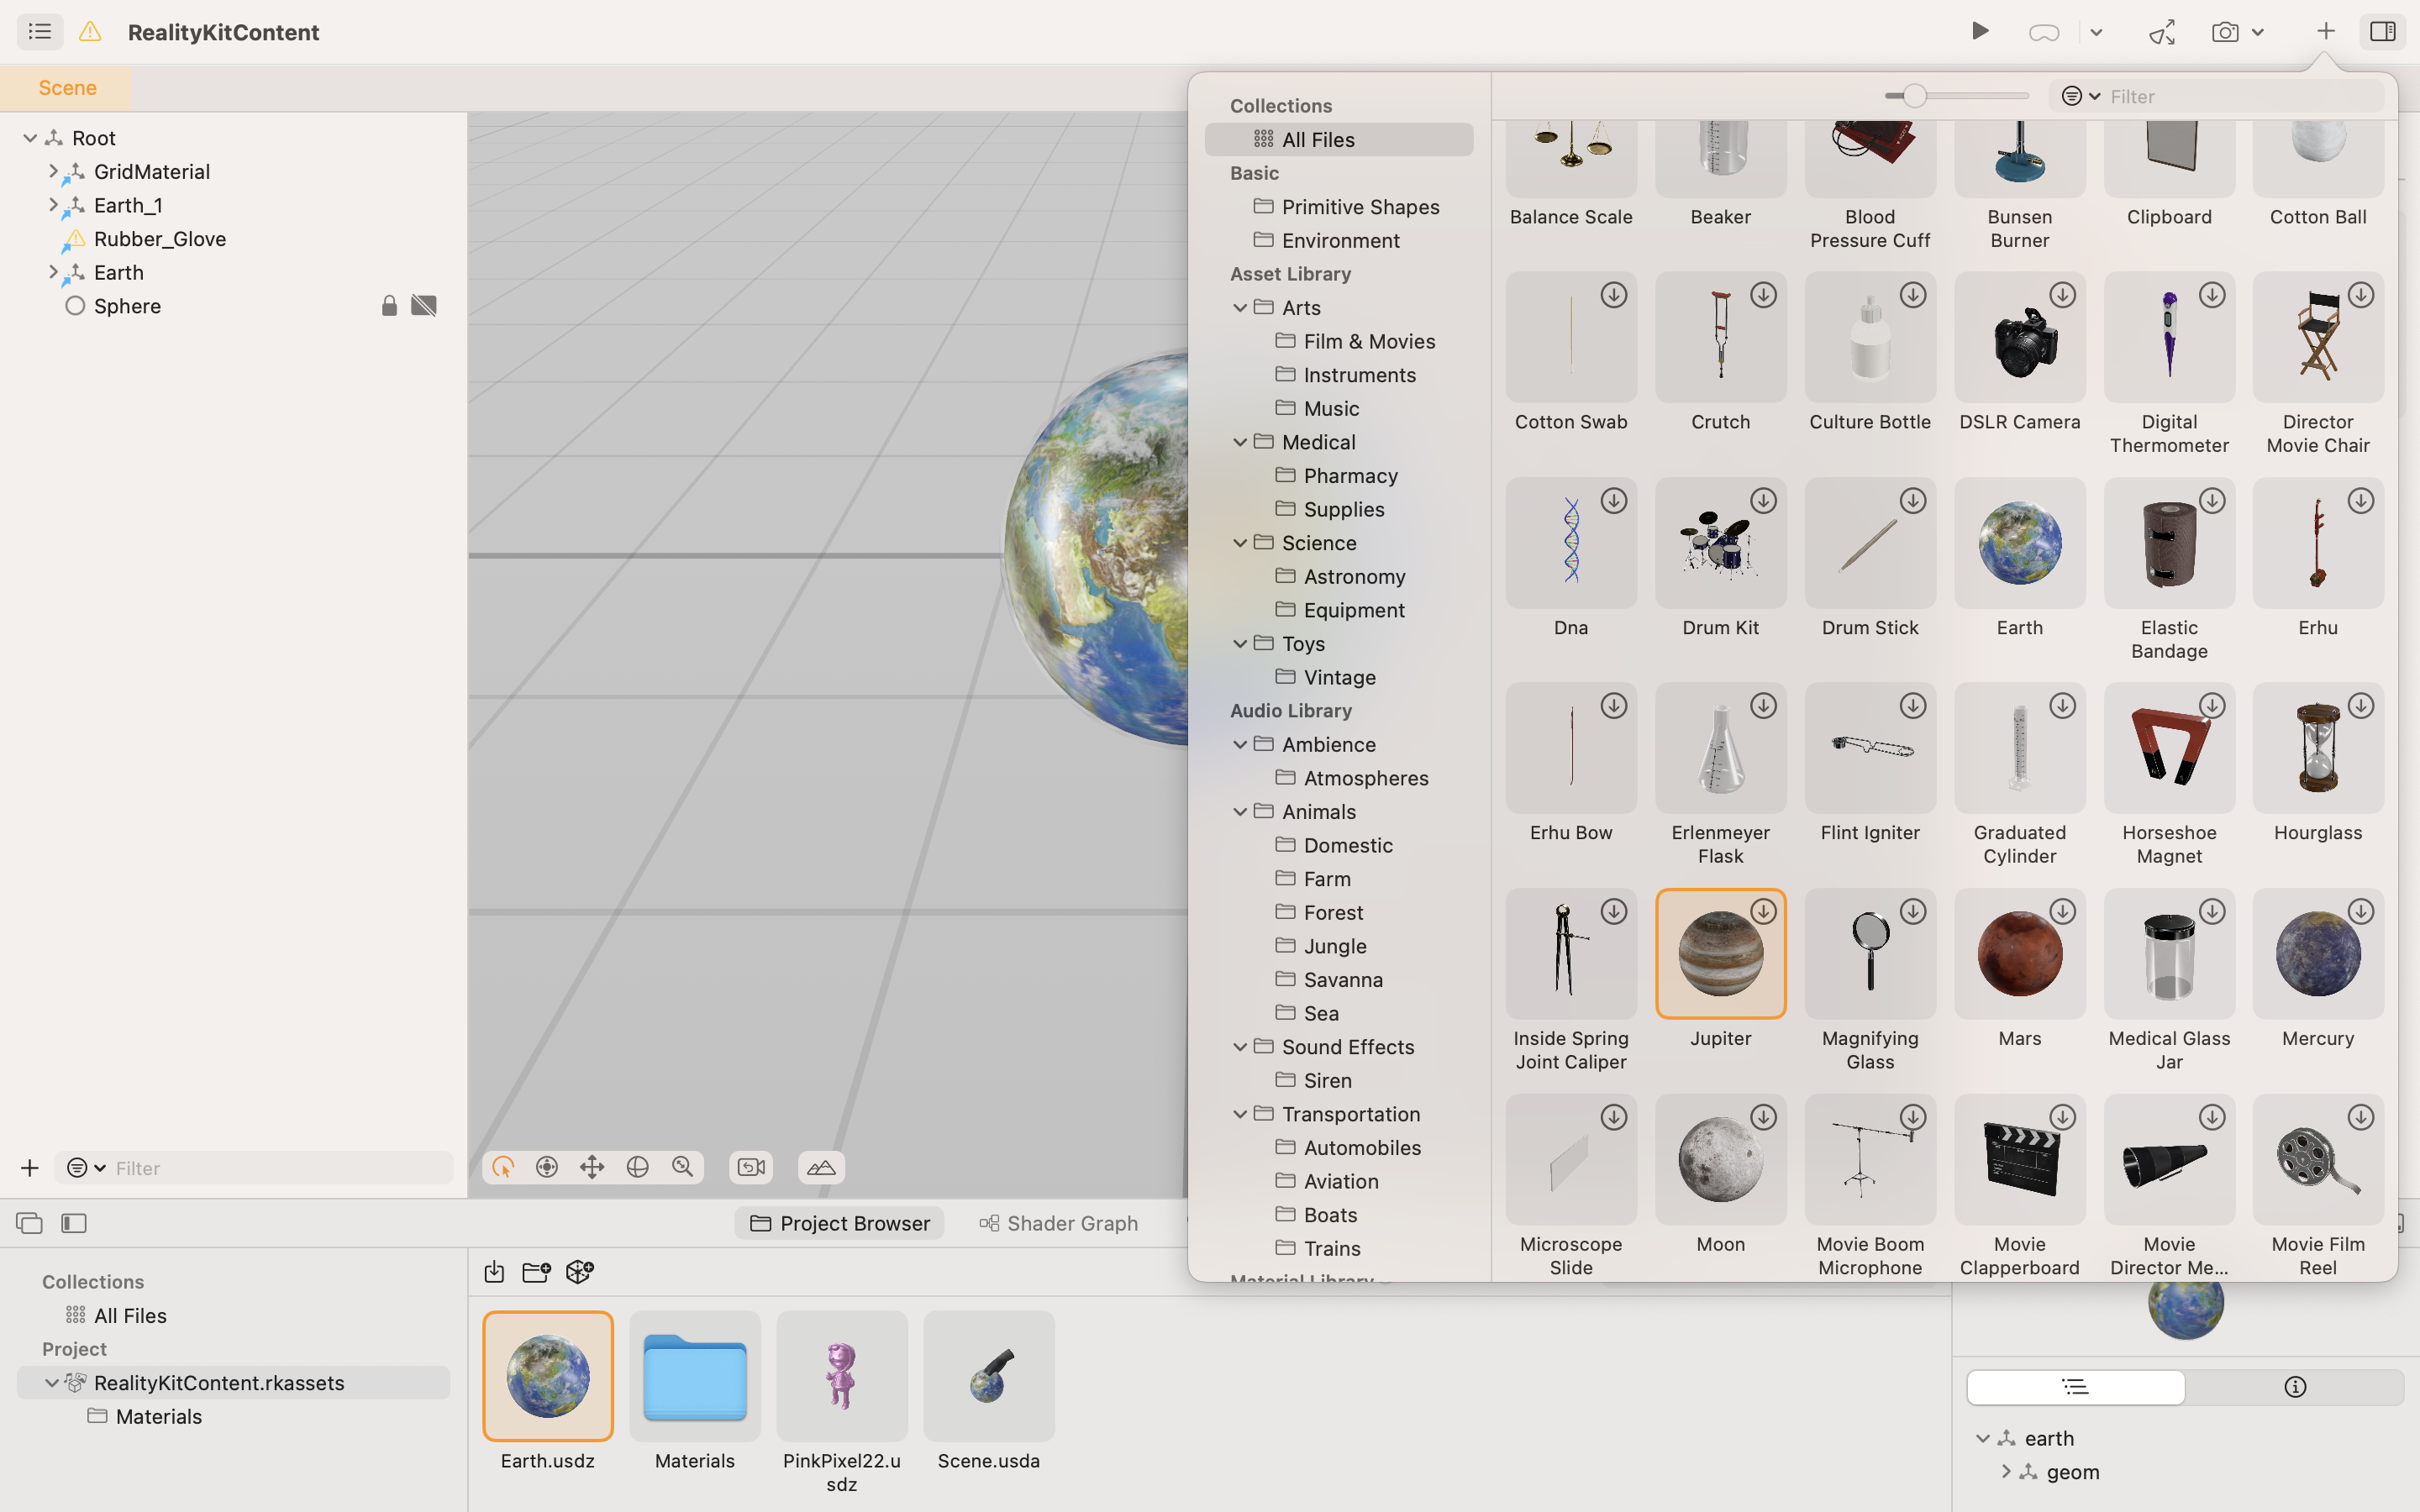 RealityKitContent
Scene
Root
GridMaterial
Earth_1
Rubber_Glove
Earth
Sphere
Filter
Collections
All Files
Basic
Primitive Shapes
Environment
Asset Library
Arts
Film & Movies
Instruments
Music
Medical
Pharmacy
Supplies
Science
Astronomy
Equipment
Toys
Vintage
Audio Library
Ambience
Atmospheres
Animals
Domestic
Farm
Forest
Jungle
Savanna
Sea
Sound Effects
Siren
Transportation
Automobiles
Aviation
Boats
Trains
Material Library
Filter
Balance Scale
Beaker
Blood
Pressure Cuff
Bunsen
Burner
Clipboard
Cotton Ball
Cotton Swab
Crutch
Culture Bottle
DSLR Camera
Digital
Thermometer
Director
Movie Chair
Dna
Drum Kit
Drum Stick
Earth
Elastic
Bandage
Erhu
Erhu Bow
Erlenmeyer
Flask
Flint Igniter
Graduated
Cylinder
Horseshoe
Magnet
Hourglass
Inside Spring
Joint Caliper
Jupiter
Magnifying
Glass
Mars
Medical Glass
Jar
Mercury
Microscope
Slide
Moon
Movie Boom
Microphone
Movie
Clapperboard
Movie
Director Me...
Movie Film
Reel
Project Browser
Shader Graph
Collections
All Files
Project
RealityKitContent.rkassets
Materials
Earth.usdz
Materials
PinkPixel22.u
sdz
Scene.usda
earth
geom